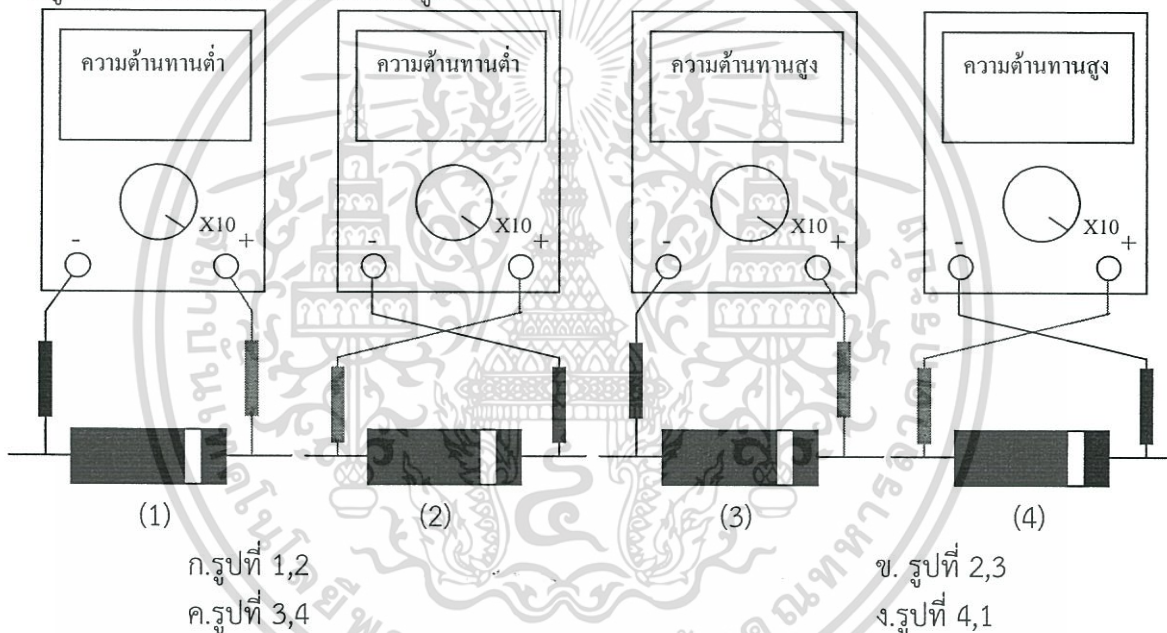 ความต้านทานต่ำ ความต้านทานต่ำ ความต้านทานสูง ความต้านทานสูง
X10 X10 X10 X10
- + - + - + - +
(1) (2) (3) (4)
ก.รูปที่ 1,2 ข. รูปที่ 2,3
ค.รูปที่ 3,4 ง.รูปที่ 4,1